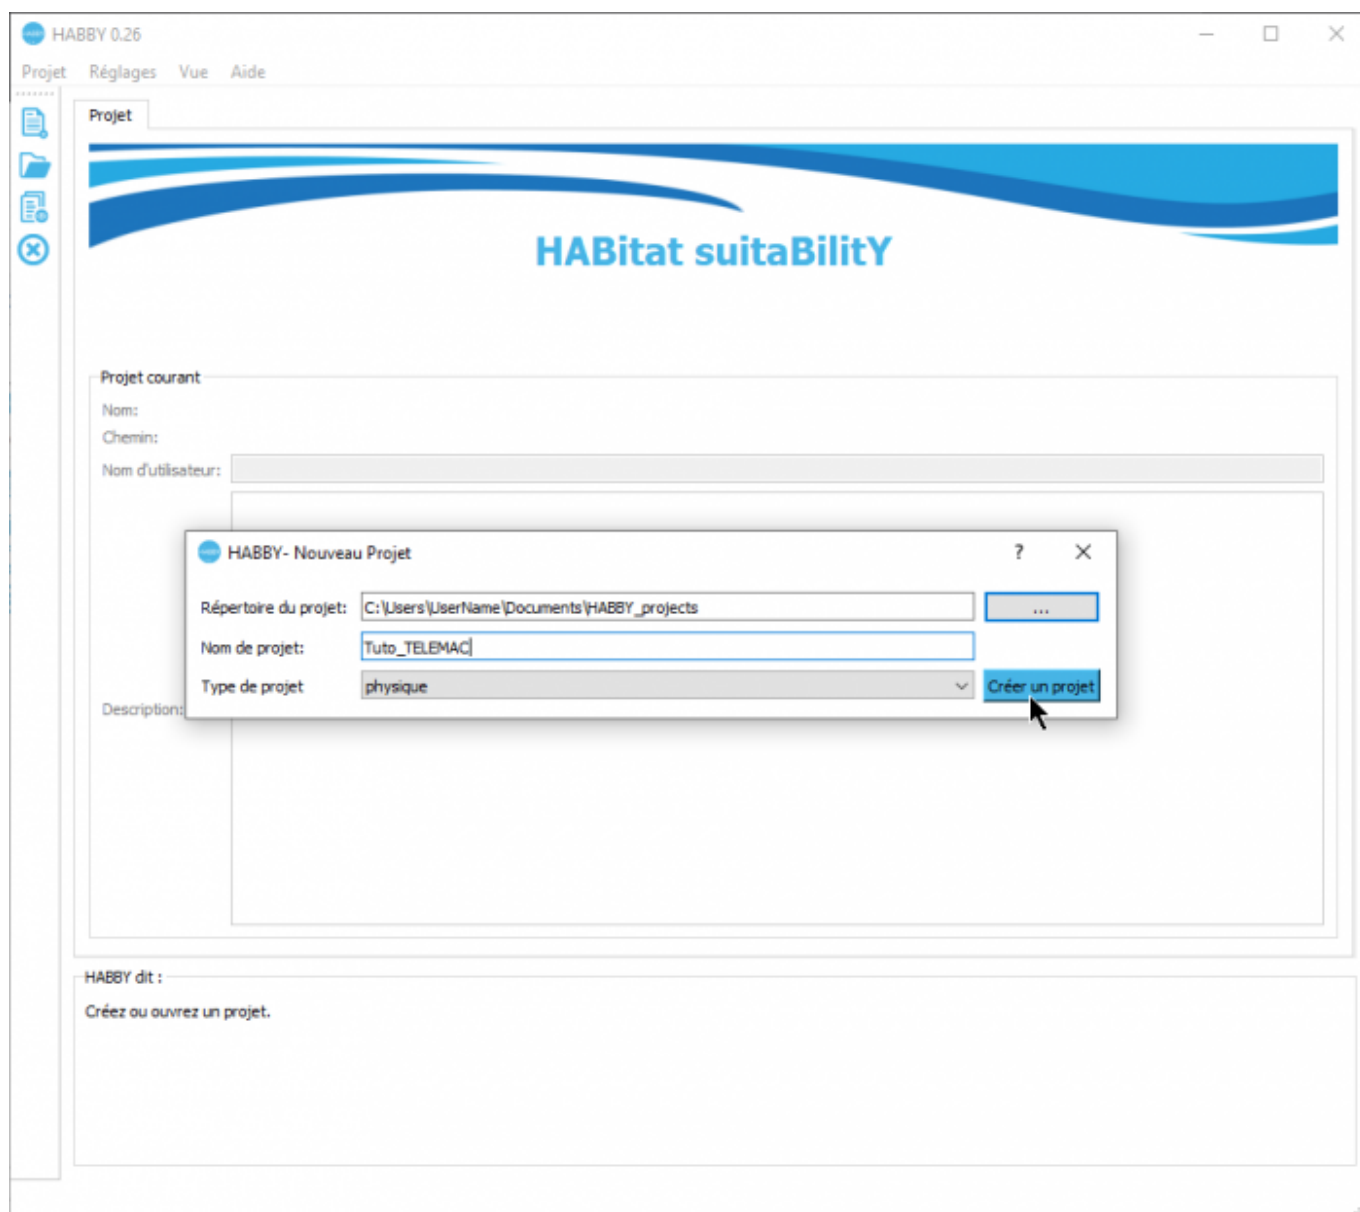 HABBY 0.26
Projet Réglages Vue Aide
Projet
HABitat suitaBilitY
Projet courant
Nom:
Chemin:
Nom d'utilisateur:
HABBY- Nouveau Projet
Répertoire du projet: C:\Users\UserName\Documents\HABBY_projects ...
Nom de projet: Tuto_TELEMAC
Type de projet physique Créer un projet
Description:
HABBY dit :
Créez ou ouvrez un projet.